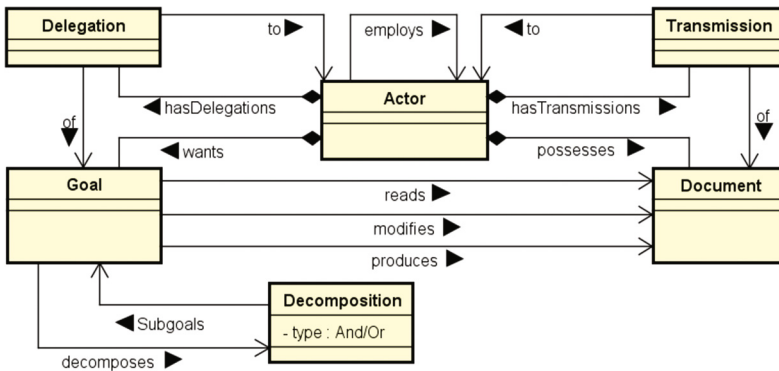 Delegation
to
employs
to
Transmission
Actor
hasDelegations
hasTransmissions
of
of
wants
possesses
Goal
Document
reads
modifies
produces
Decomposition
- type : And/Or
Subgoals
decomposes